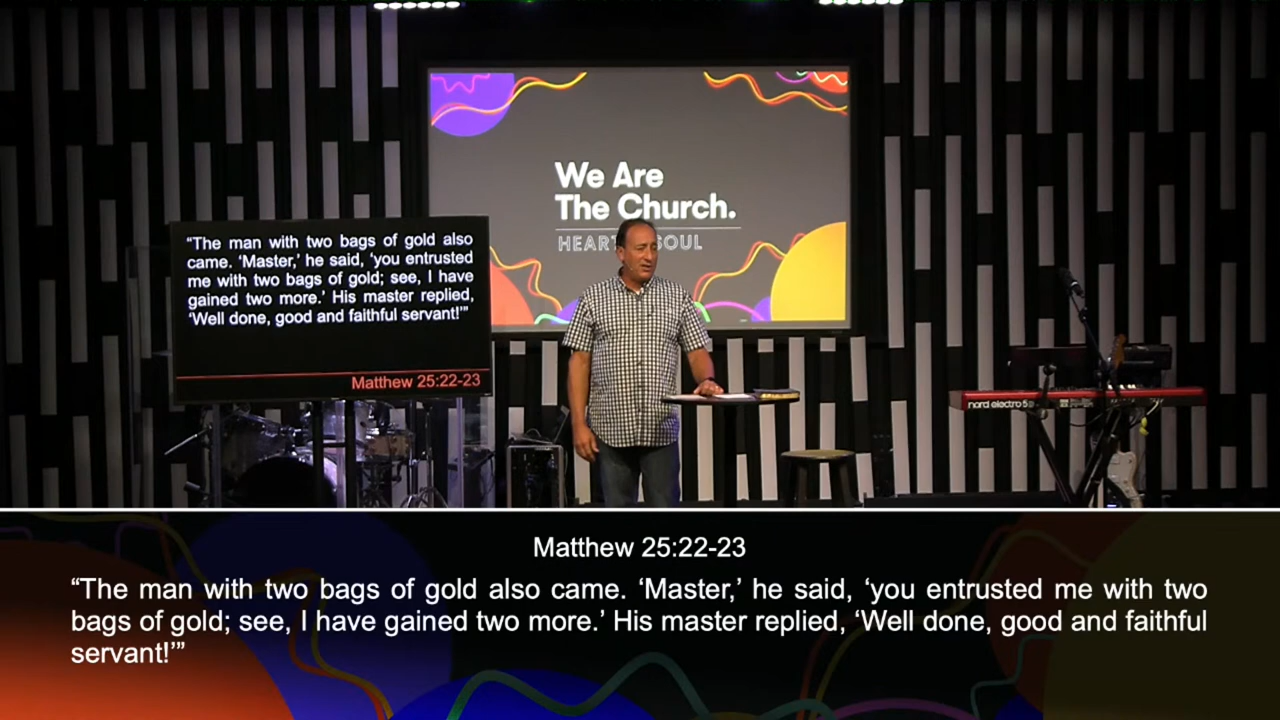 We Are
The Church.
HEART SOUL
“The man with two bags of gold also
came. ‘Master,’ he said, ‘you entrusted
me with two bags of gold; see, I have
gained two more.’ His master replied,
‘Well done, good and faithful servant!’”
Matthew 25:22-23
nord electro 5
Matthew 25:22-23
“The man with two bags of gold also came. ‘Master,’ he said, ‘you entrusted me with two
bags of gold; see, I have gained two more.’ His master replied, ‘Well done, good and faithful
servant!’”